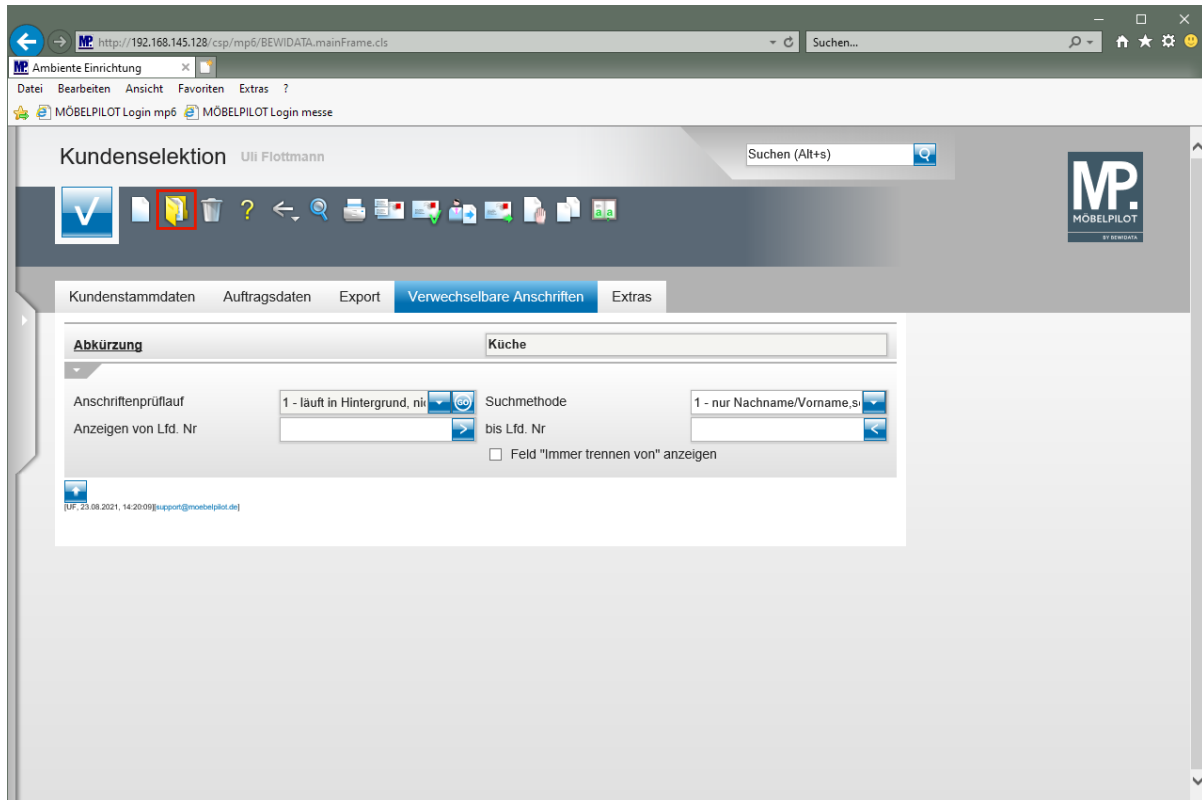 http://192.168.145.128/csp/mp6/BEWIDATA.mainFrame.cls
Suchen...
MP. Ambiente Einrichtung
Datei Bearbeiten Ansicht Favoriten Extras ?
MÖBELPILOT Login mp6 MÖBELPILOT Login messe
Kundenselektion Uli Flottmann
Suchen (Alt+s)
MP.
MÖBELPILOT
BY BEWIDATA
Kundenstammdaten Auftragsdaten Export Verwechselbare Anschriften Extras
Abkürzung Küche
Anschriftenprüflauf 1 - läuft in Hintergrund, GO Suchmethode 1 - nur Nachname/Vorname,
Anzeigen von Lfd. Nr bis Lfd. Nr
Feld "Immer trennen von" anzeigen
[UF, 23.08.2021, 14:20:09][support@moebelpilot.de]